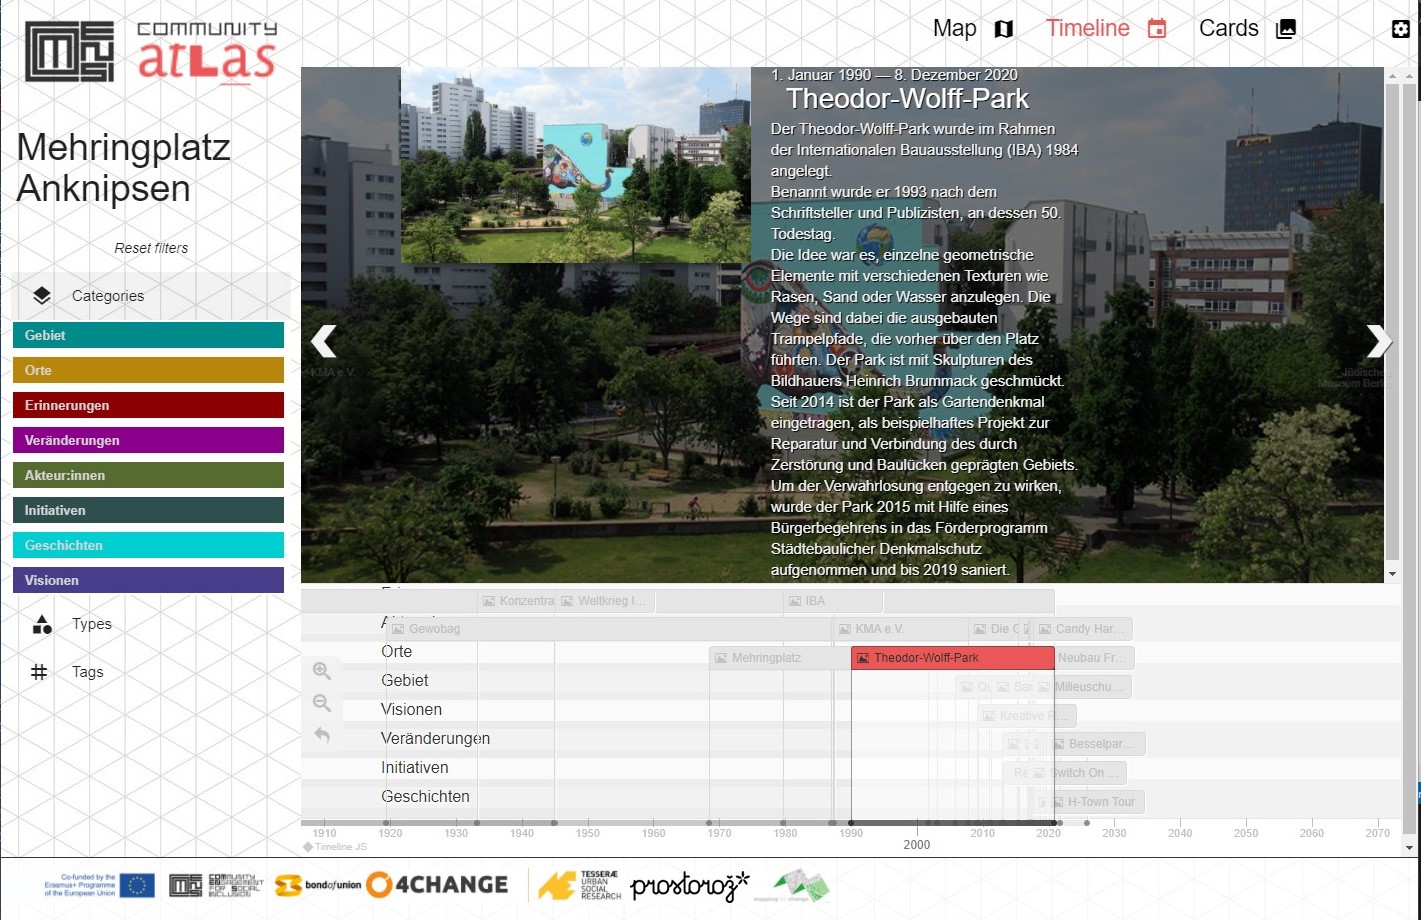 COMMUNITY
atLas
Map
Timeline
Cards
Mehringplatz
Anknipsen
Reset filters
Categories
Gebiet
Orte
Erinnerungen
Veränderungen
Akteur:innen
Initiativen
Geschichten
Visionen
Types
Tags
1. Januar 1990 — 8. Dezember 2020
Theodor-Wolff-Park
Der Theodor-Wolff-Park wurde im Rahmen
der Internationalen Bauausstellung (IBA) 1984
angelegt.
Benannt wurde er 1993 nach dem
Schriftsteller und Publizisten, an dessen 50.
Todestag.
Die Idee war es, einzelne geometrische
Elemente mit verschiedenen Texturen wie
Rasen, Sand oder Wasser anzulegen. Die
Wege sind dabei die ausgebauten
Trampelpfade, die vorher über den Platz
führten. Der Park ist mit Skulpturen des
Bildhauers Heinrich Brummack geschmückt.
Seit 2014 ist der Park als Gartendenkmal
eingetragen, als beispielhaftes Projekt zur
Reparatur und Verbindung des durch
Zerstörung und Baulücken geprägten Gebiets.
Um der Verwahrlosung entgegen zu wirken,
wurde der Park 2015 mit Hilfe eines
Bürgerbegehrens in das Förderprogramm
Städtebaulicher Denkmalschutz
aufgenommen und bis 2019 saniert.
KMA e.V.
Jüdisches
Museum Berlin
Konzentra
Weltkrieg I...
IBA
Gewobag
KMA e.V.
Die G
Candy Har...
Orte
Mehringplatz
Theodor-Wolff-Park
Neubau Fr...
Gebiet
Milieuschu...
Visionen
Kreative R...
Veränderungen
Besselpar...
Initiativen
Switch On ...
Geschichten
H-Town Tour
1910 1920 1930 1940 1950 1960 1970 1980 1990 2000 2010 2020 2030 2040 2050 2060 2070
Timeline JS
Co-funded by the
Erasmus+ Programme
of the European Union
COMMUNITY
ENGAGEMENT
FOR SOCIAL
INCLUSION
bondofunion
4CHANGE
TESSERAE
URBAN
SOCIAL
RESEARCH
prostorož*
mapping for change